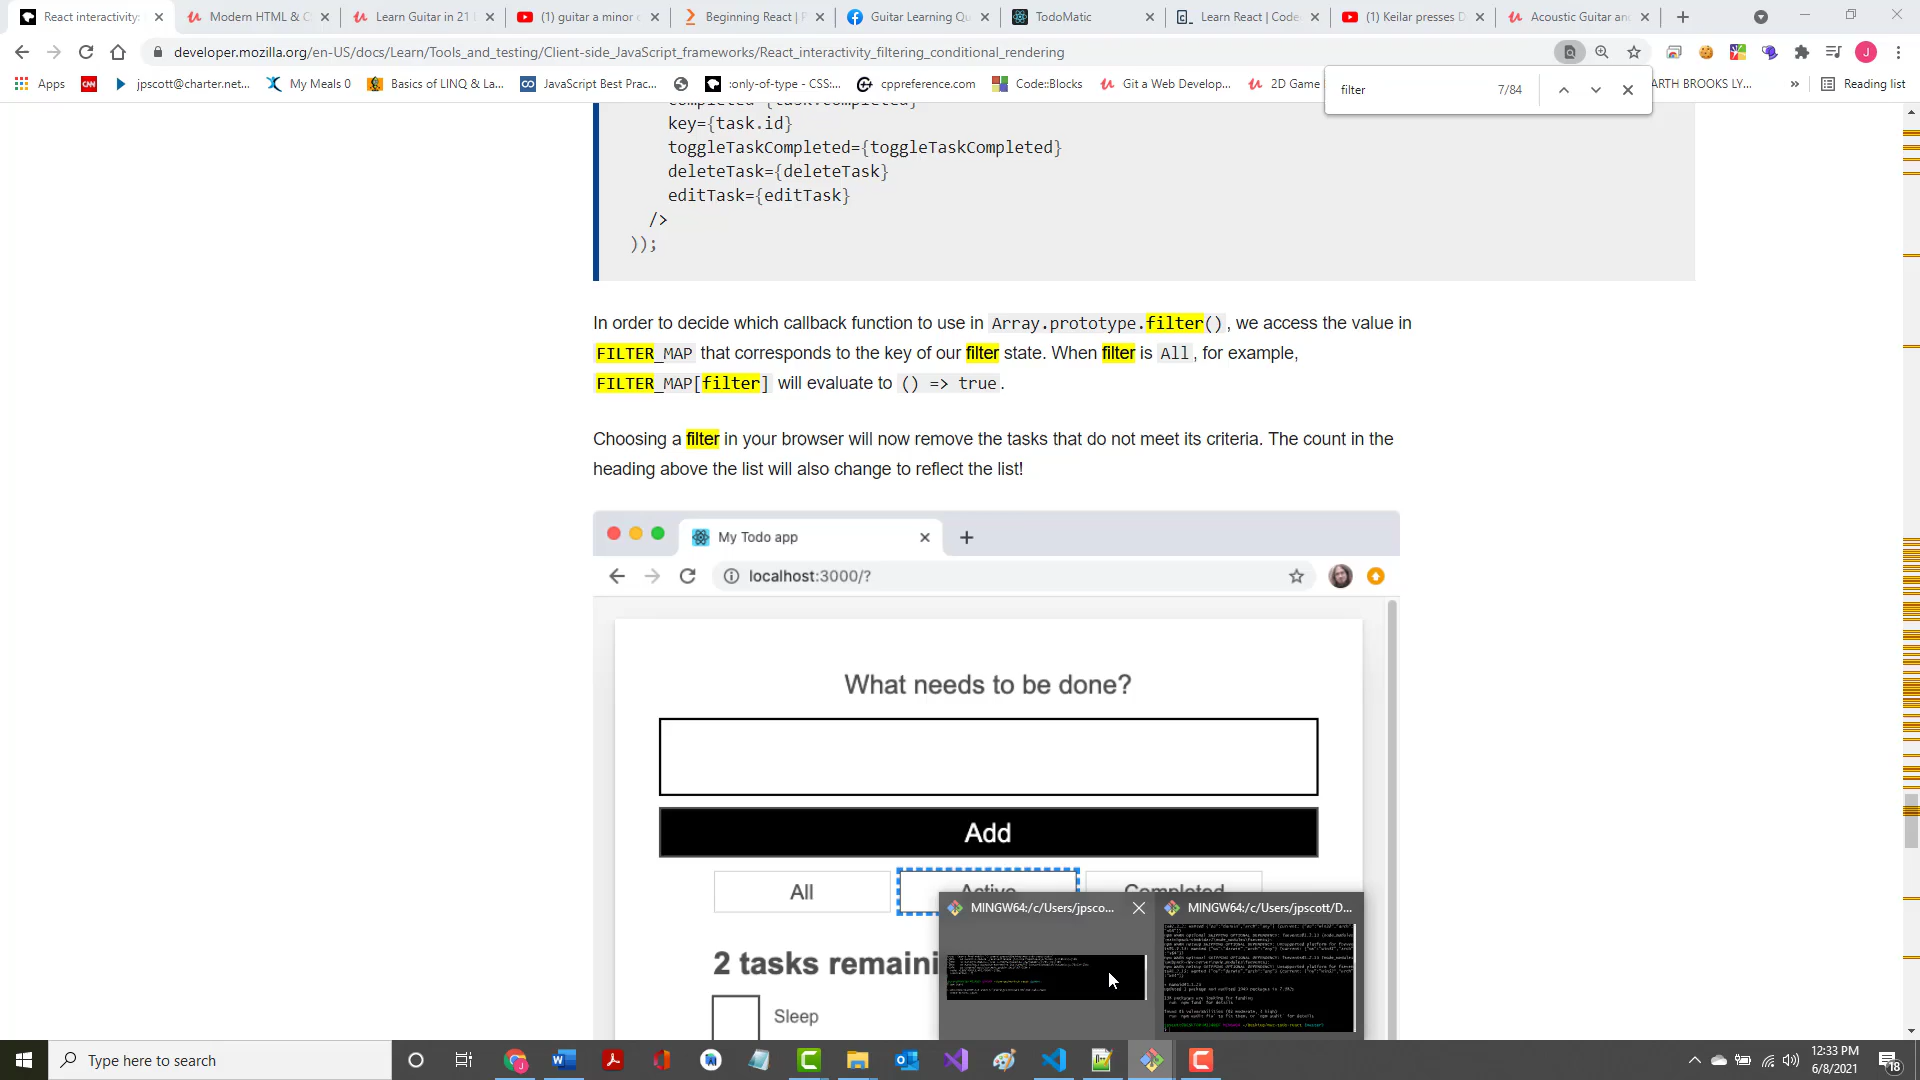 React interactivity: 
Modern HTML & C
Learn Guitar in 21
(1) guitar a minor c
Beginning React | P
Guitar Learning Qu
TodoMatic
Learn React | Code
(1) Keilar presses D
Acoustic Guitar an
developer.mozilla.org/en-US/docs/Learn/Tools_and_testing/Client-side_JavaScript_frameworks/React_interactivity_filtering_conditional_rendering
J
Apps
CNN
jpscott@charter.net...
My Meals 0
Basics of LINQ & La...
JavaScript Best Prac...
:only-of-type - CSS:...
cppreference.com
Code::Blocks
Git a Web Develop...
2D Game
ARTH BROOKS LY...
»
Reading list
filter
7/84
completed={task.completed}
key={task.id}
toggleTaskCompleted={toggleTaskCompleted}
deleteTask={deleteTask}
editTask={editTask}
/>
));
In order to decide which callback function to use in Array.prototype.filter(), we access the value in
FILTER_MAP that corresponds to the key of our filter state. When filter is All, for example,
FILTER_MAP[filter] will evaluate to () => true.
Choosing a filter in your browser will now remove the tasks that do not meet its criteria. The count in the
heading above the list will also change to reflect the list!
My Todo app
localhost:3000/?
What needs to be done?
Add
All
Active
Completed
2 tasks remaini
Sleep
MINGW64:/c/Users/jpsco...
MINGW64:/c/Users/jpscott/D...
Type here to search
12:33 PM
6/8/2021
18